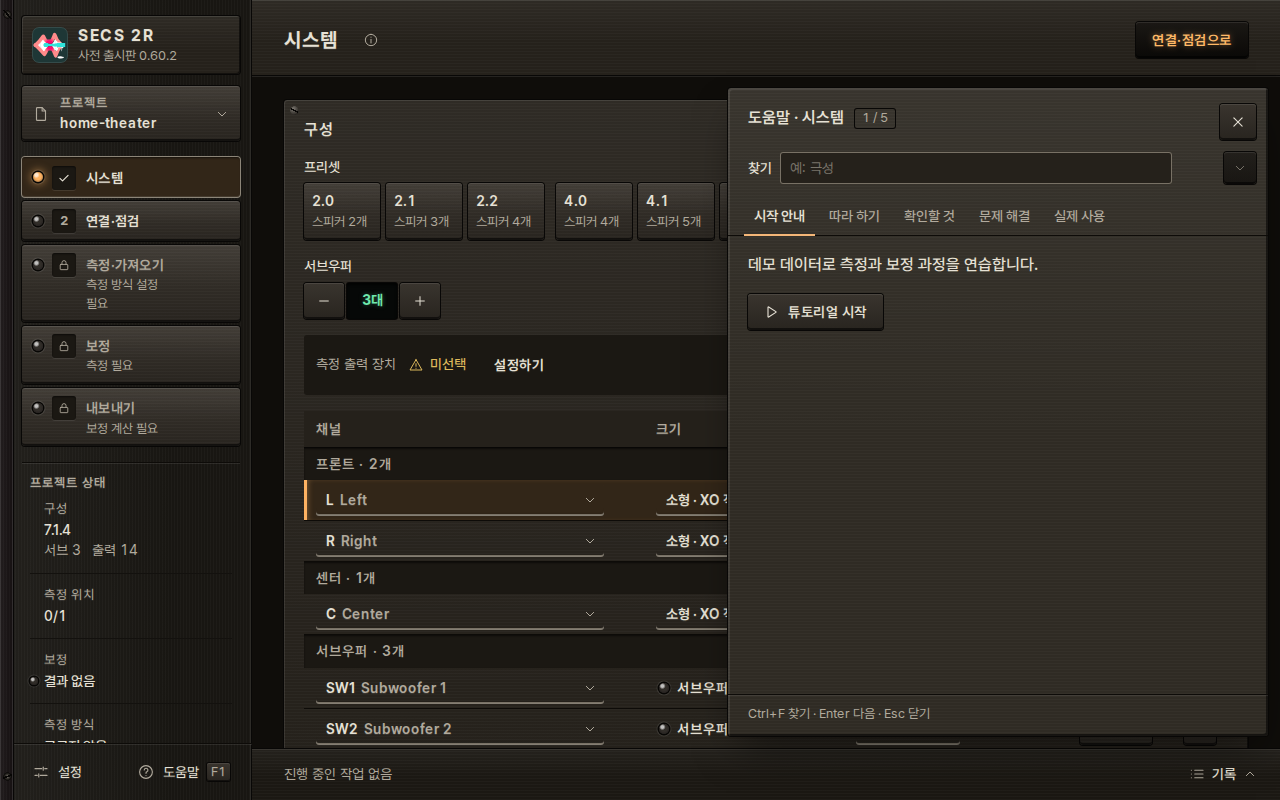 SECS 2R
사전 출시판 0.60.2
프로젝트
home-theater
시스템
2 연결·점검
측정·가져오기
측정 방식 설정
필요
보정
측정 필요
내보내기
보정 계산 필요
프로젝트 상태
구성
7.1.4
서브 3 출력 14
측정 위치
0/1
보정
결과 없음
측정 방식
설정
도움말 F1
시스템
연결·점검으로
구성
프리셋
2.0
스피커 2개
2.1
스피커 3개
2.2
스피커 4개
4.0
스피커 4개
4.1
스피커 5개
서브우퍼
− 3대 +
측정 출력 장치 미선택 설정하기
채널 크기
프론트 · 2개
L Left 소형 · XO
R Right 소형 · XO
센터 · 1개
C Center 소형 · XO
서브우퍼 · 3개
SW1 Subwoofer 1 서브우퍼
SW2 Subwoofer 2 서브우퍼
도움말 · 시스템 1 / 5
찾기 예: 극성
시작 안내 따라 하기 확인할 것 문제 해결 실제 사용
데모 데이터로 측정과 보정 과정을 연습합니다.
튜토리얼 시작
Ctrl+F 찾기 · Enter 다음 · Esc 닫기
진행 중인 작업 없음
기록